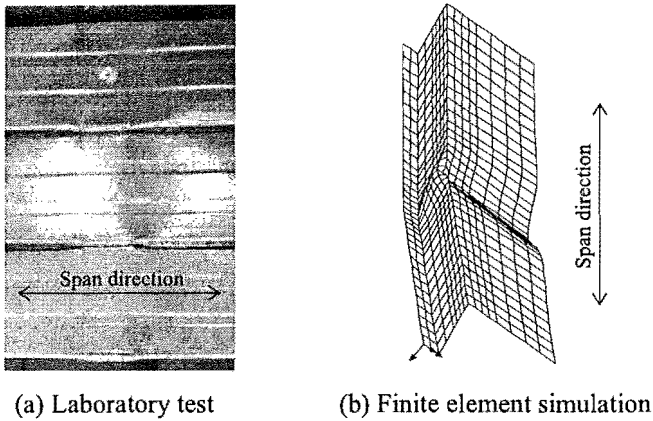 Span direction
Span direction
(a) Laboratory test
(b) Finite element simulation